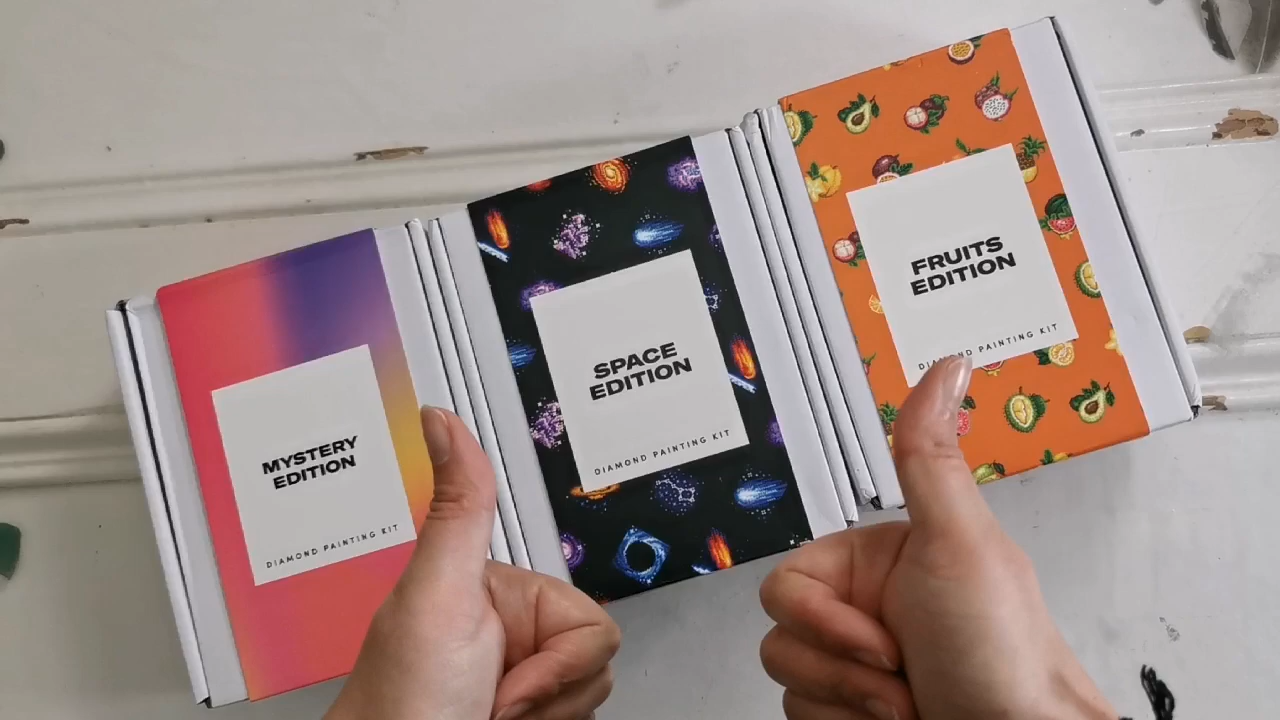 MYSTERY
EDITION
DIAMOND PAINTING KIT
SPACE
EDITION
DIAMOND PAINTING KIT
FRUITS
EDITION
DIAMOND PAINTING KIT